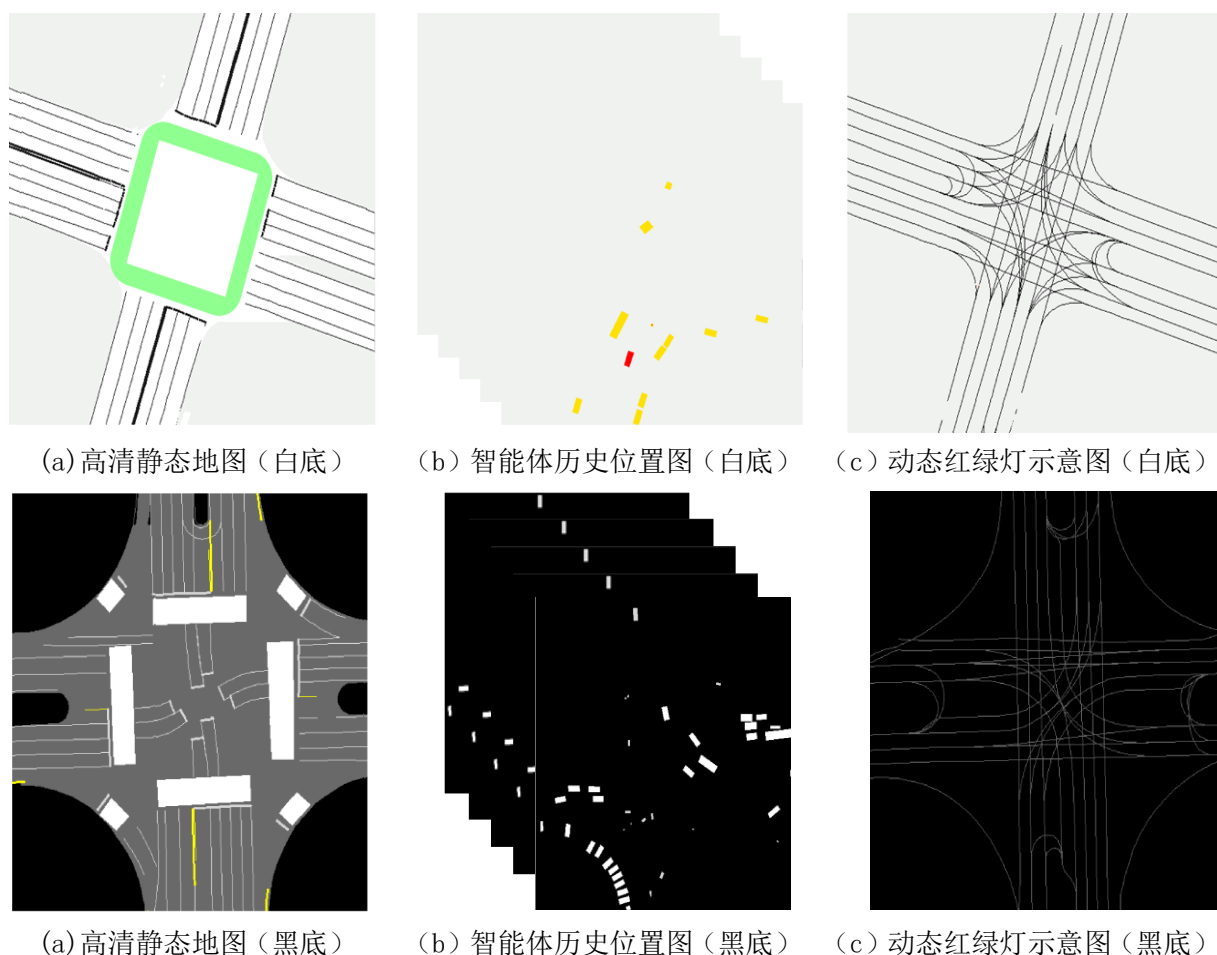 (a)高清静态地图（白底）
（b）智能体历史位置图（白底）
（c）动态红绿灯示意图（白底）
(a)高清静态地图（黑底）
（b）智能体历史位置图（黑底）
（c）动态红绿灯示意图（黑底）